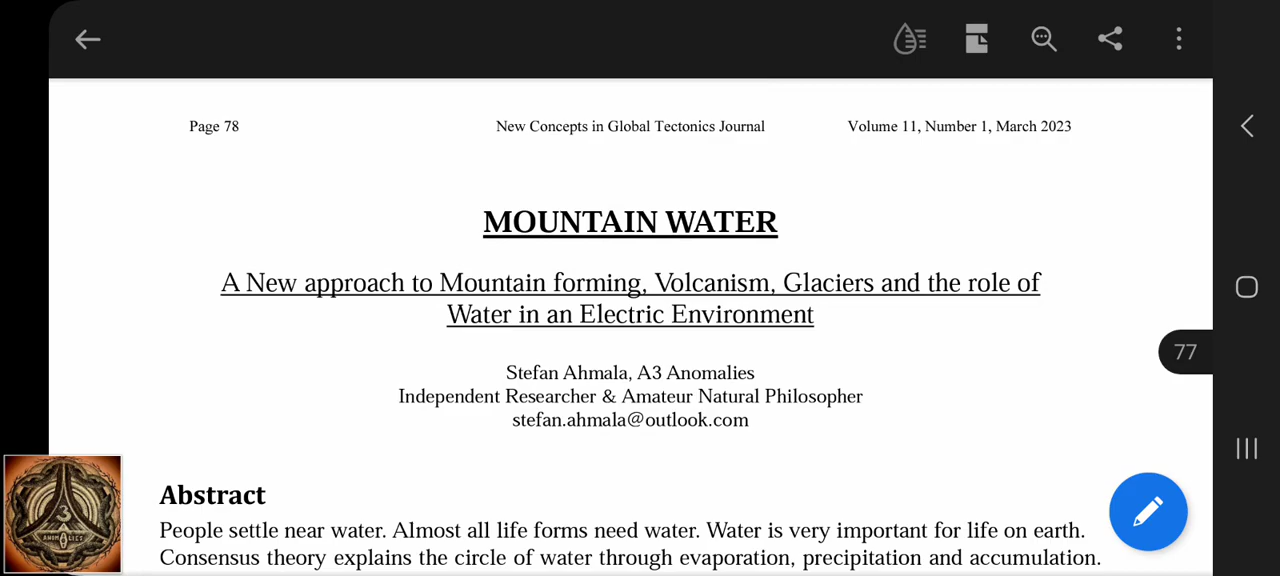 Page 78 New Concepts in Global Tectonics Journal Volume 11, Number 1, March 2023
MOUNTAIN WATER
A New approach to Mountain forming, Volcanism, Glaciers and the role of
Water in an Electric Environment
77
Stefan Ahmala, A3 Anomalies
Independent Researcher & Amateur Natural Philosopher
stefan.ahmala@outlook.com
Abstract
People settle near water. Almost all life forms need water. Water is very important for life on earth.
Consensus theory explains the circle of water through evaporation, precipitation and accumulation.
3